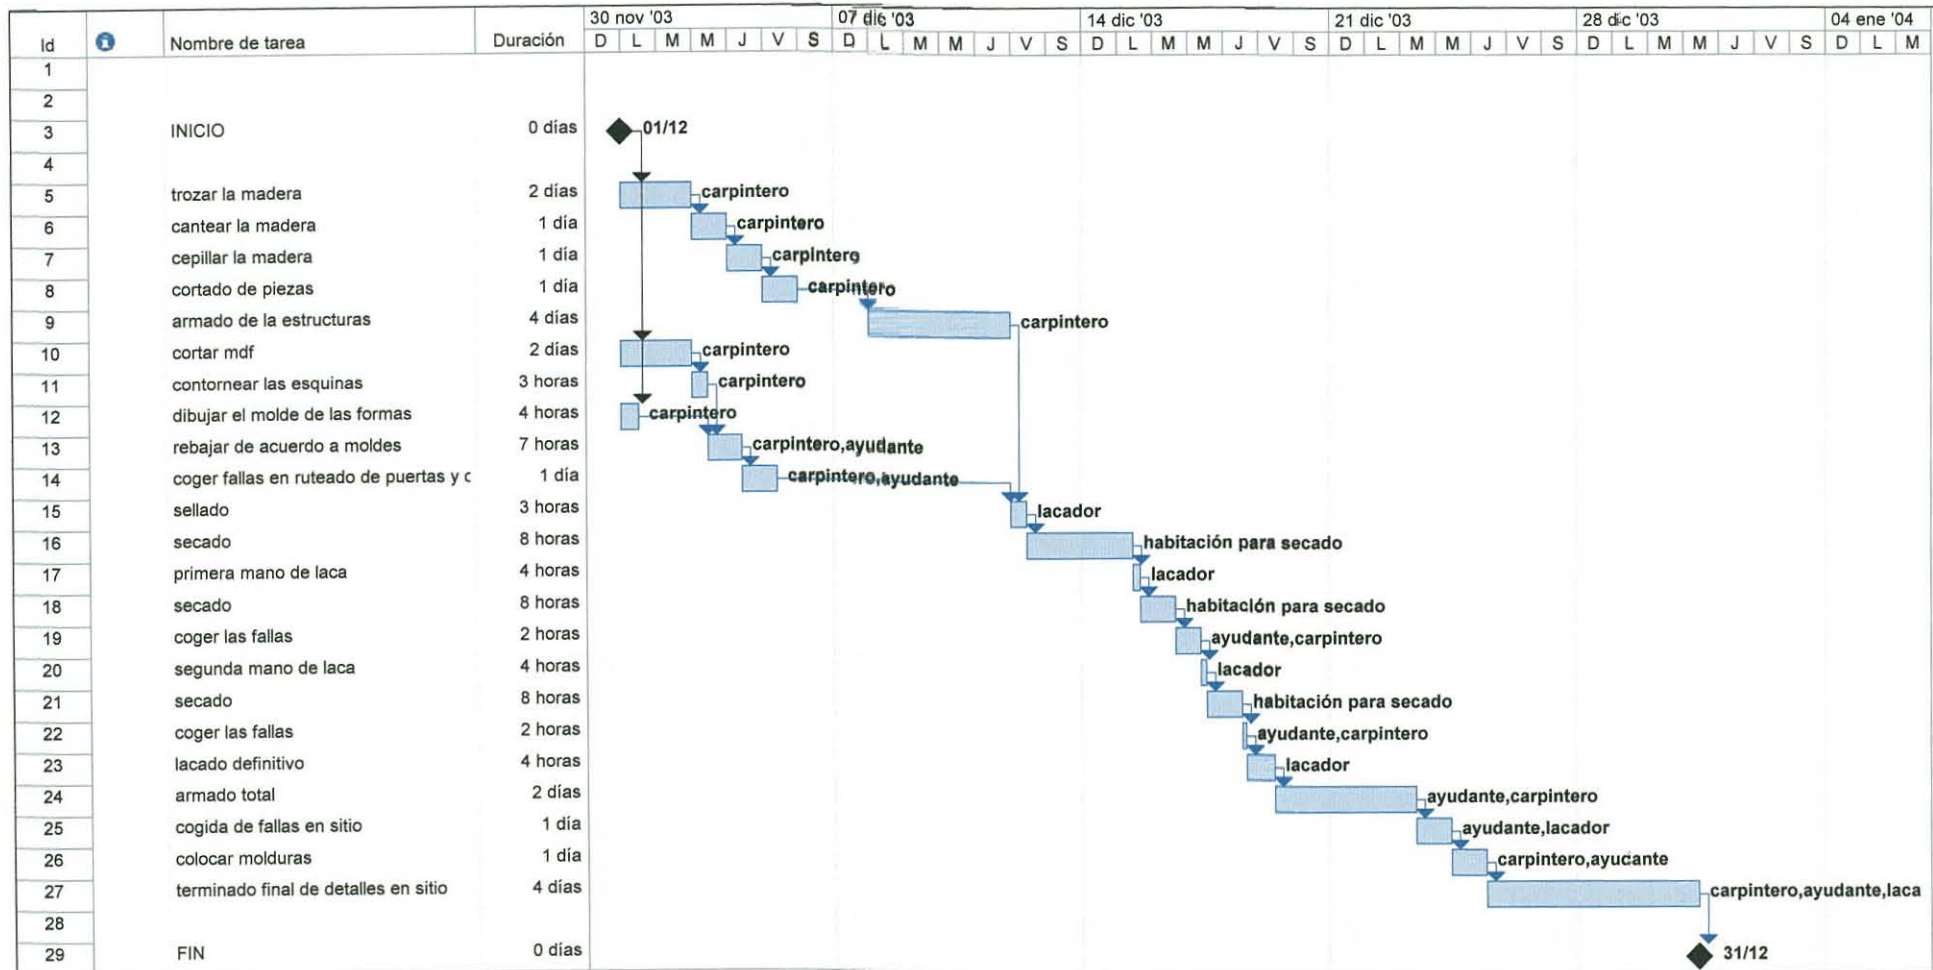 30 nov '03 07 dic '03 14 dic '03 21 dic '03 28 dic '03 04 ene '04
Id Nombre de tarea Duración D L M M J V S D L M M J V S D L M M J V S D L M M J V S D L M M J V S D L M
1
2
3 INICIO 0 días 01/12
4
5 trozar la madera 2 días carpintero
6 cantear la madera 1 día carpintero
7 cepillar la madera 1 día carpintero
8 cortado de piezas 1 día carpintero
9 armado de la estructuras 4 días carpintero
10 cortar mdf 2 días carpintero
11 contornear las esquinas 3 horas carpintero
12 dibujar el molde de las formas 4 horas carpintero
13 rebajar de acuerdo a moldes 7 horas carpintero,ayudante
14 coger fallas en ruteado de puertas y c 1 día carpintero,ayudante
15 sellado 3 horas lacador
16 secado 8 horas habitación para secado
17 primera mano de laca 4 horas lacador
18 secado 8 horas habitación para secado
19 coger las fallas 2 horas ayudante,carpintero
20 segunda mano de laca 4 horas lacador
21 secado 8 horas habitación para secado
22 coger las fallas 2 horas ayudante,carpintero
23 lacado definitivo 4 horas lacador
24 armado total 2 días ayudante,carpintero
25 cogida de fallas en sitio 1 día ayudante,lacador
26 colocar molduras 1 día carpintero,ayudante
27 terminado final de detalles en sitio 4 días carpintero,ayudante,laca
28
29 FIN 0 días 31/12